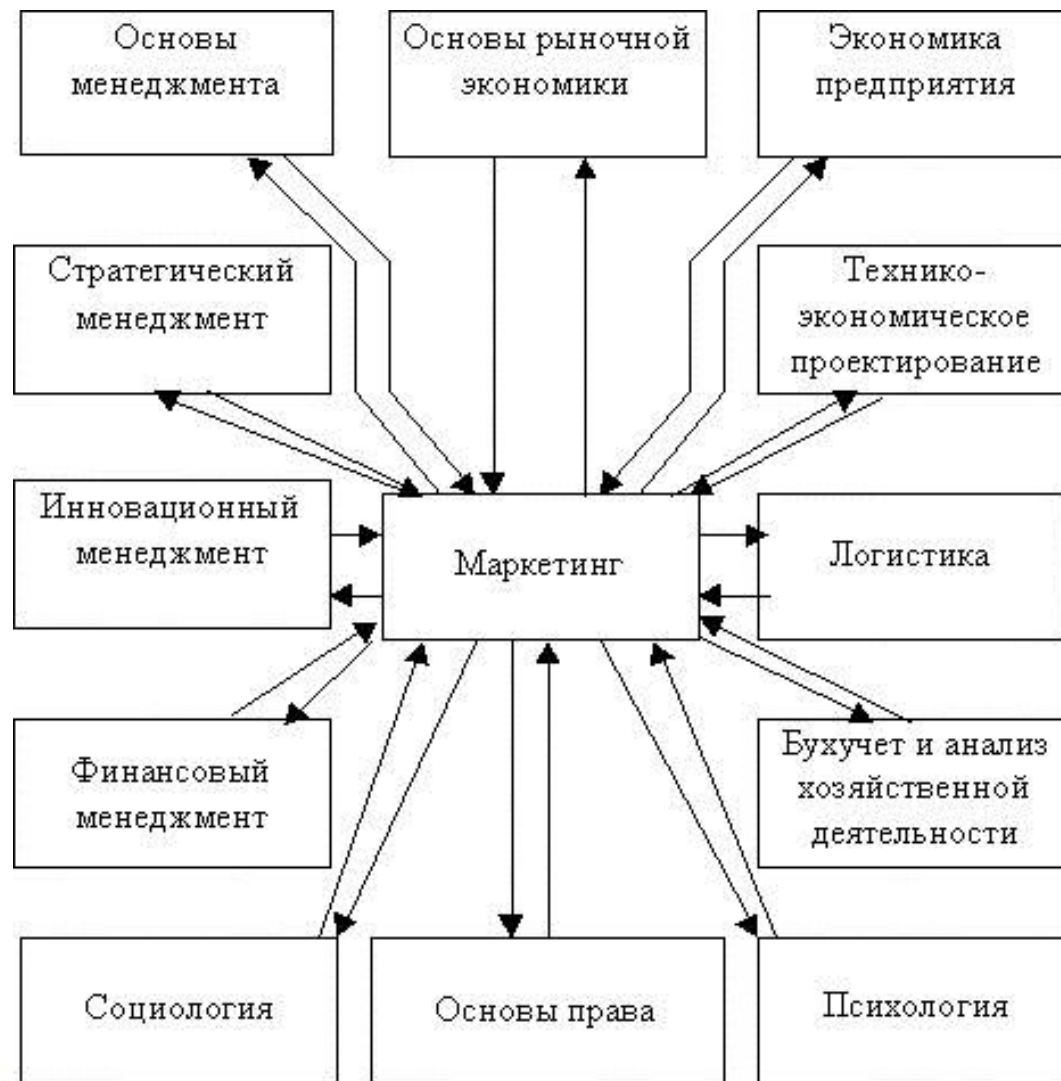 Основы
менеджмента
Основы рыночной
экономики
Экономика
предприятия
Стратегический
менеджмент
Технико-
экономическое
проектирование
Инновационный
менеджмент
Маркетинг
Логистика
Финансовый
менеджмент
Бухучет и анализ
хозяйственной
деятельности
Социология
Основы права
Психология